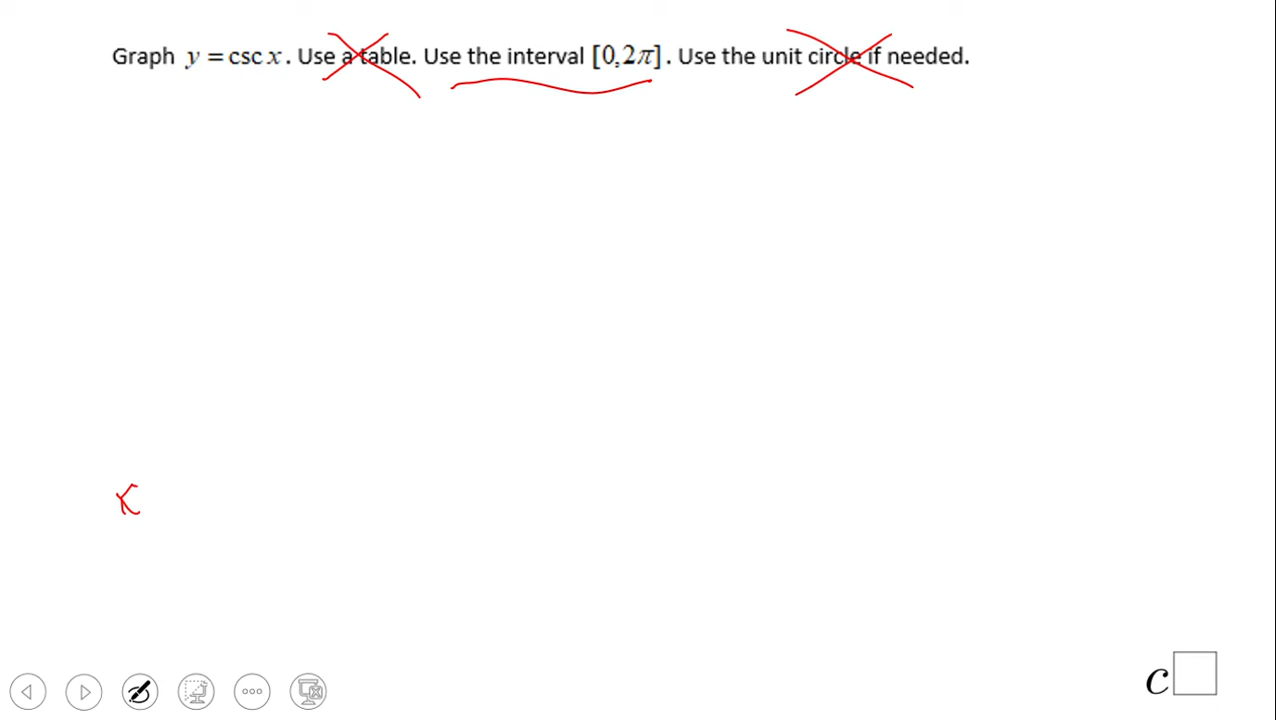 Graph y = csc x. Use a table. Use the interval [0,2π]. Use the unit circle if needed.
c